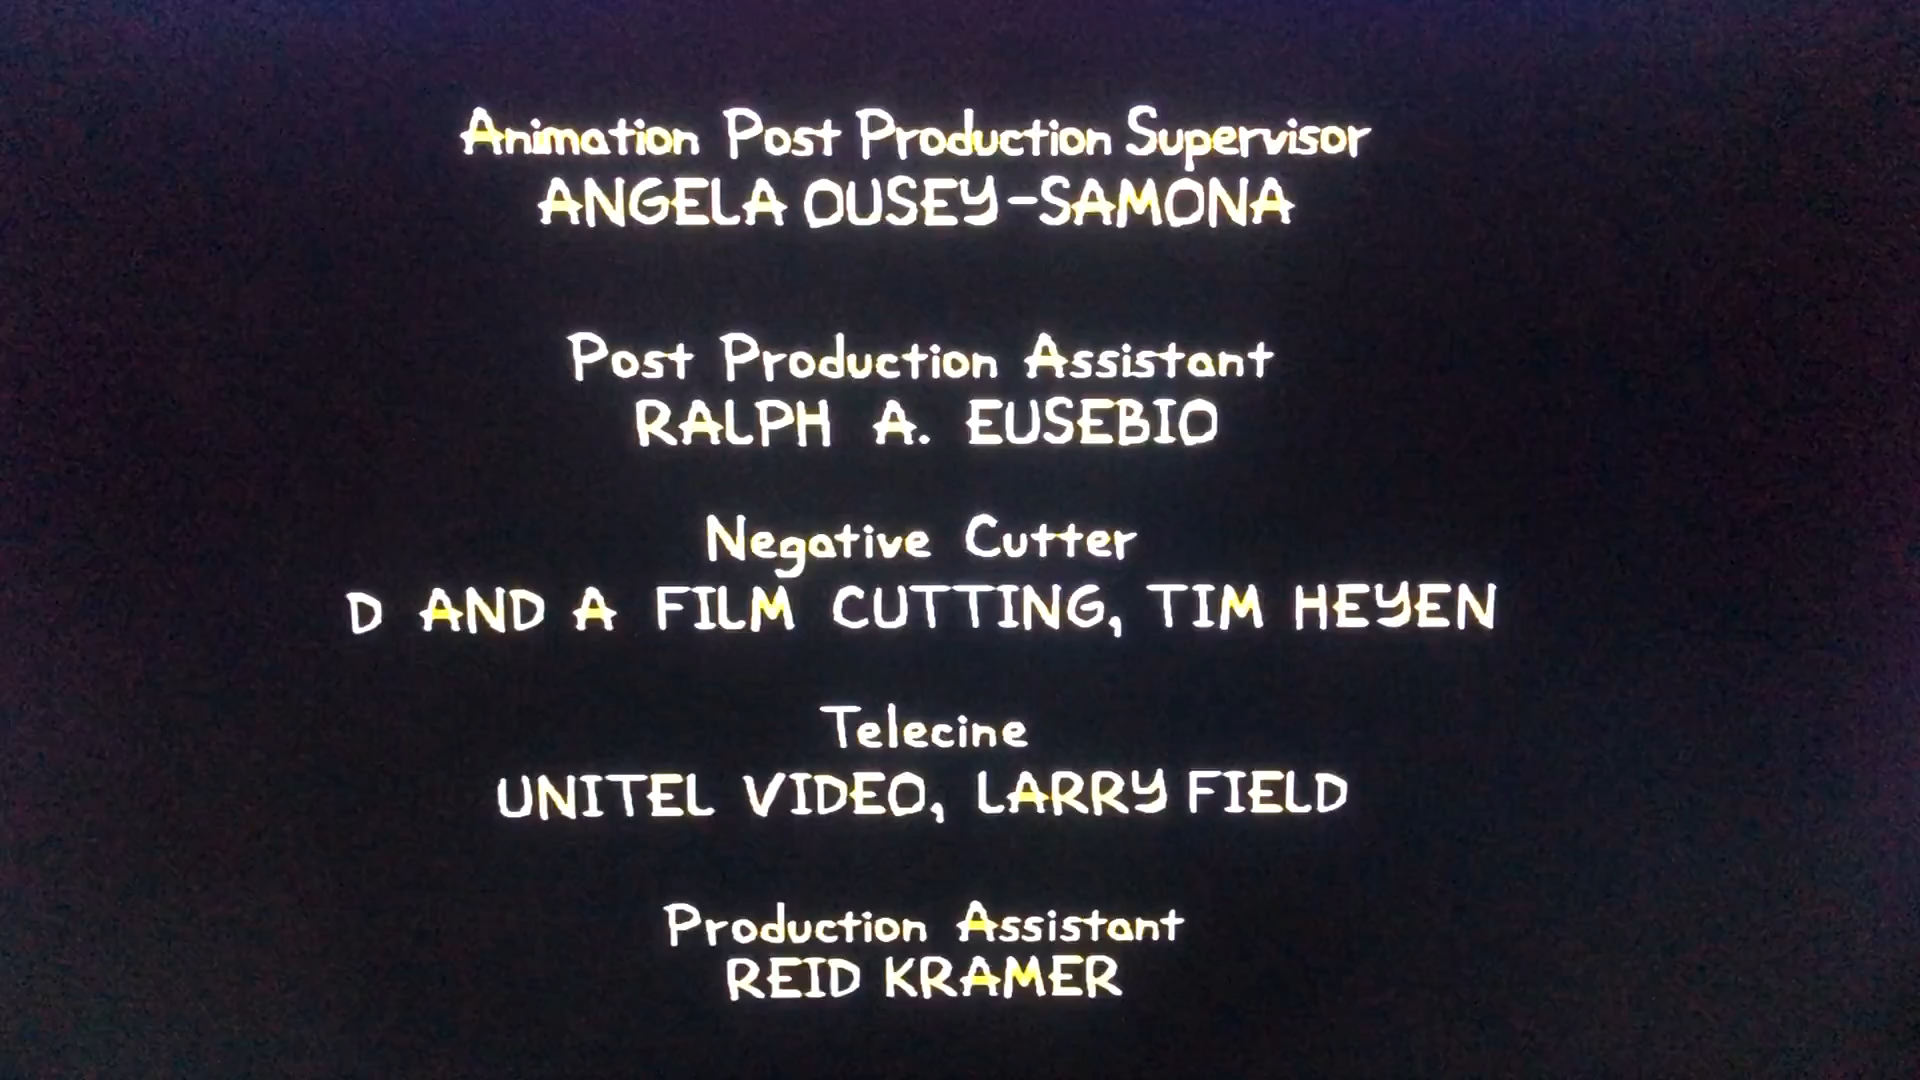 Animation Post Production Supervisor
ANGELA OUSEY-SAMONA
Post Production Assistant
RALPH A. EUSEBIO
Negative Cutter
D AND A FILM CUTTING, TIM HEYEN
Telecine
UNITEL VIDEO, LARRY FIELD
Production Assistant
REID KRAMER